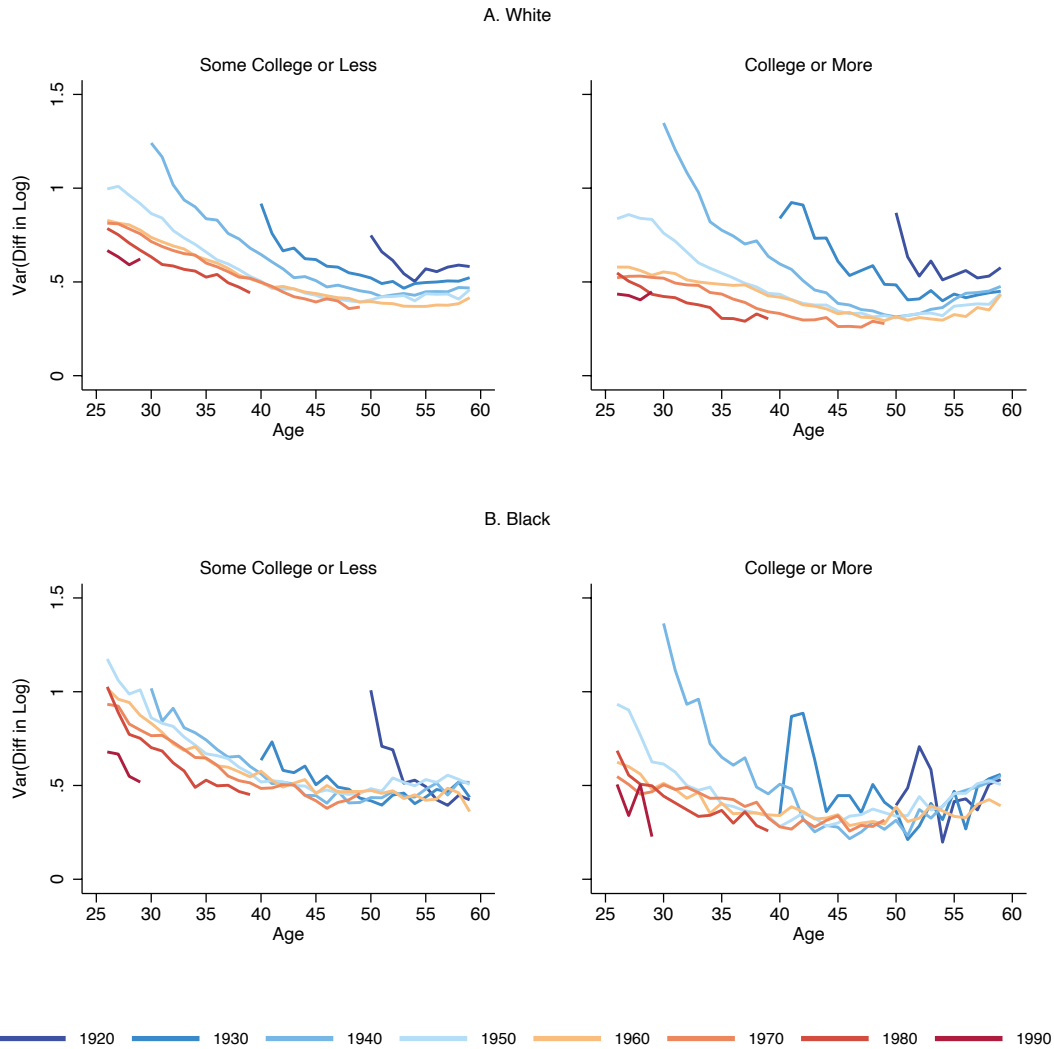 A. White
Some College or Less
College or More
Var(Diff in Log)
0 .5 1 1.5
25 30 35 40 45 50 55 60
25 30 35 40 45 50 55 60
Age
Age
B. Black
Some College or Less
College or More
Var(Diff in Log)
0 .5 1 1.5
25 30 35 40 45 50 55 60
25 30 35 40 45 50 55 60
Age
Age
1920 1930 1940 1950 1960 1970 1980 1990